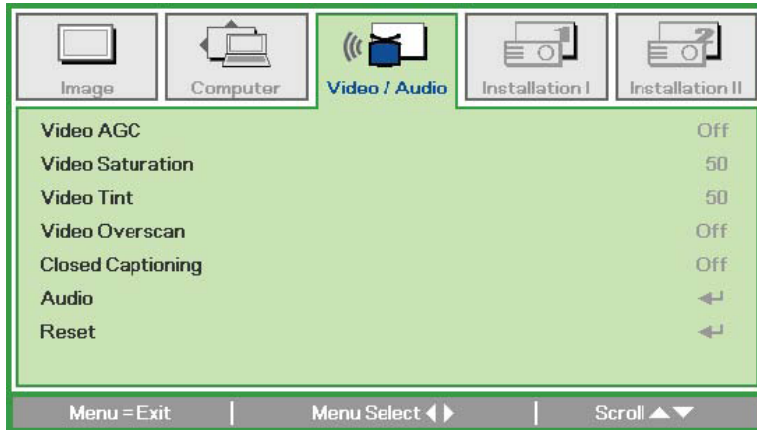 Image Computer Video / Audio Installation I Installation II
Video AGC Off
Video Saturation 50
Video Tint 50
Video Overscan Off
Closed Captioning Off
Audio
Reset
Menu = Exit Menu Select Scroll